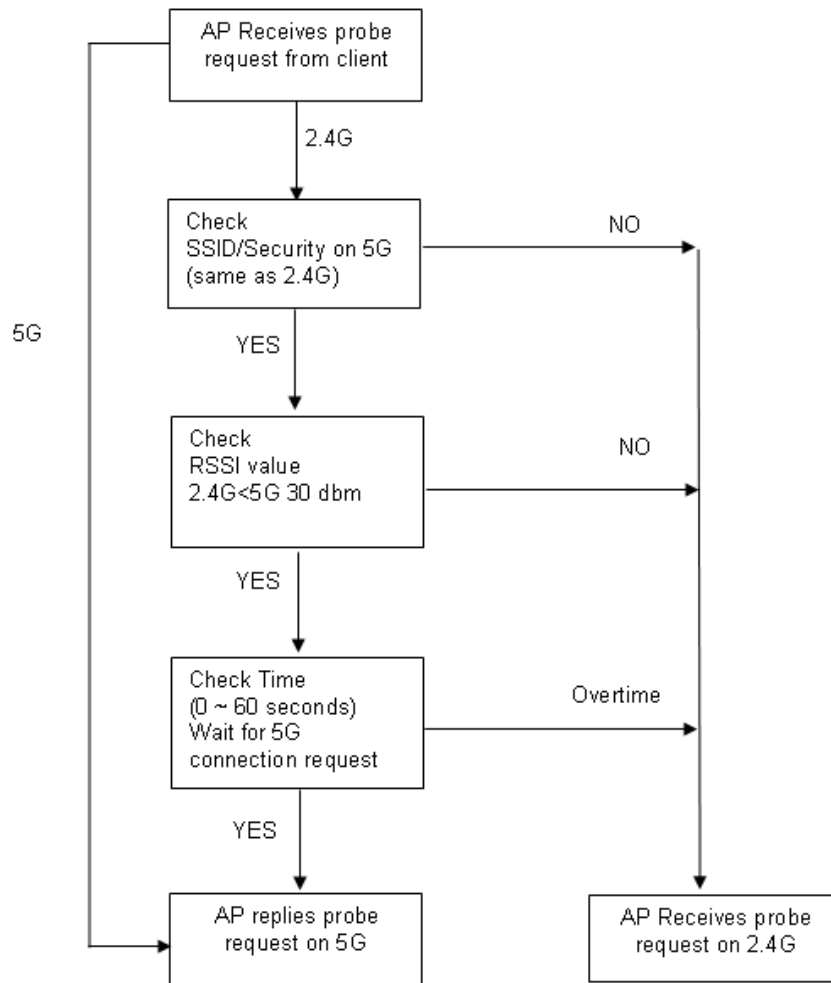 AP Receives probe
request from client
2.4G
Check
SSID/Security on 5G
(same as 2.4G)
NO
5G
YES
Check
RSSI value
2.4G<5G 30 dbm
NO
YES
Check Time
(0 ~ 60 seconds)
Wait for 5G
connection request
Overtime
YES
AP replies probe
request on 5G
AP Receives probe
request on 2.4G